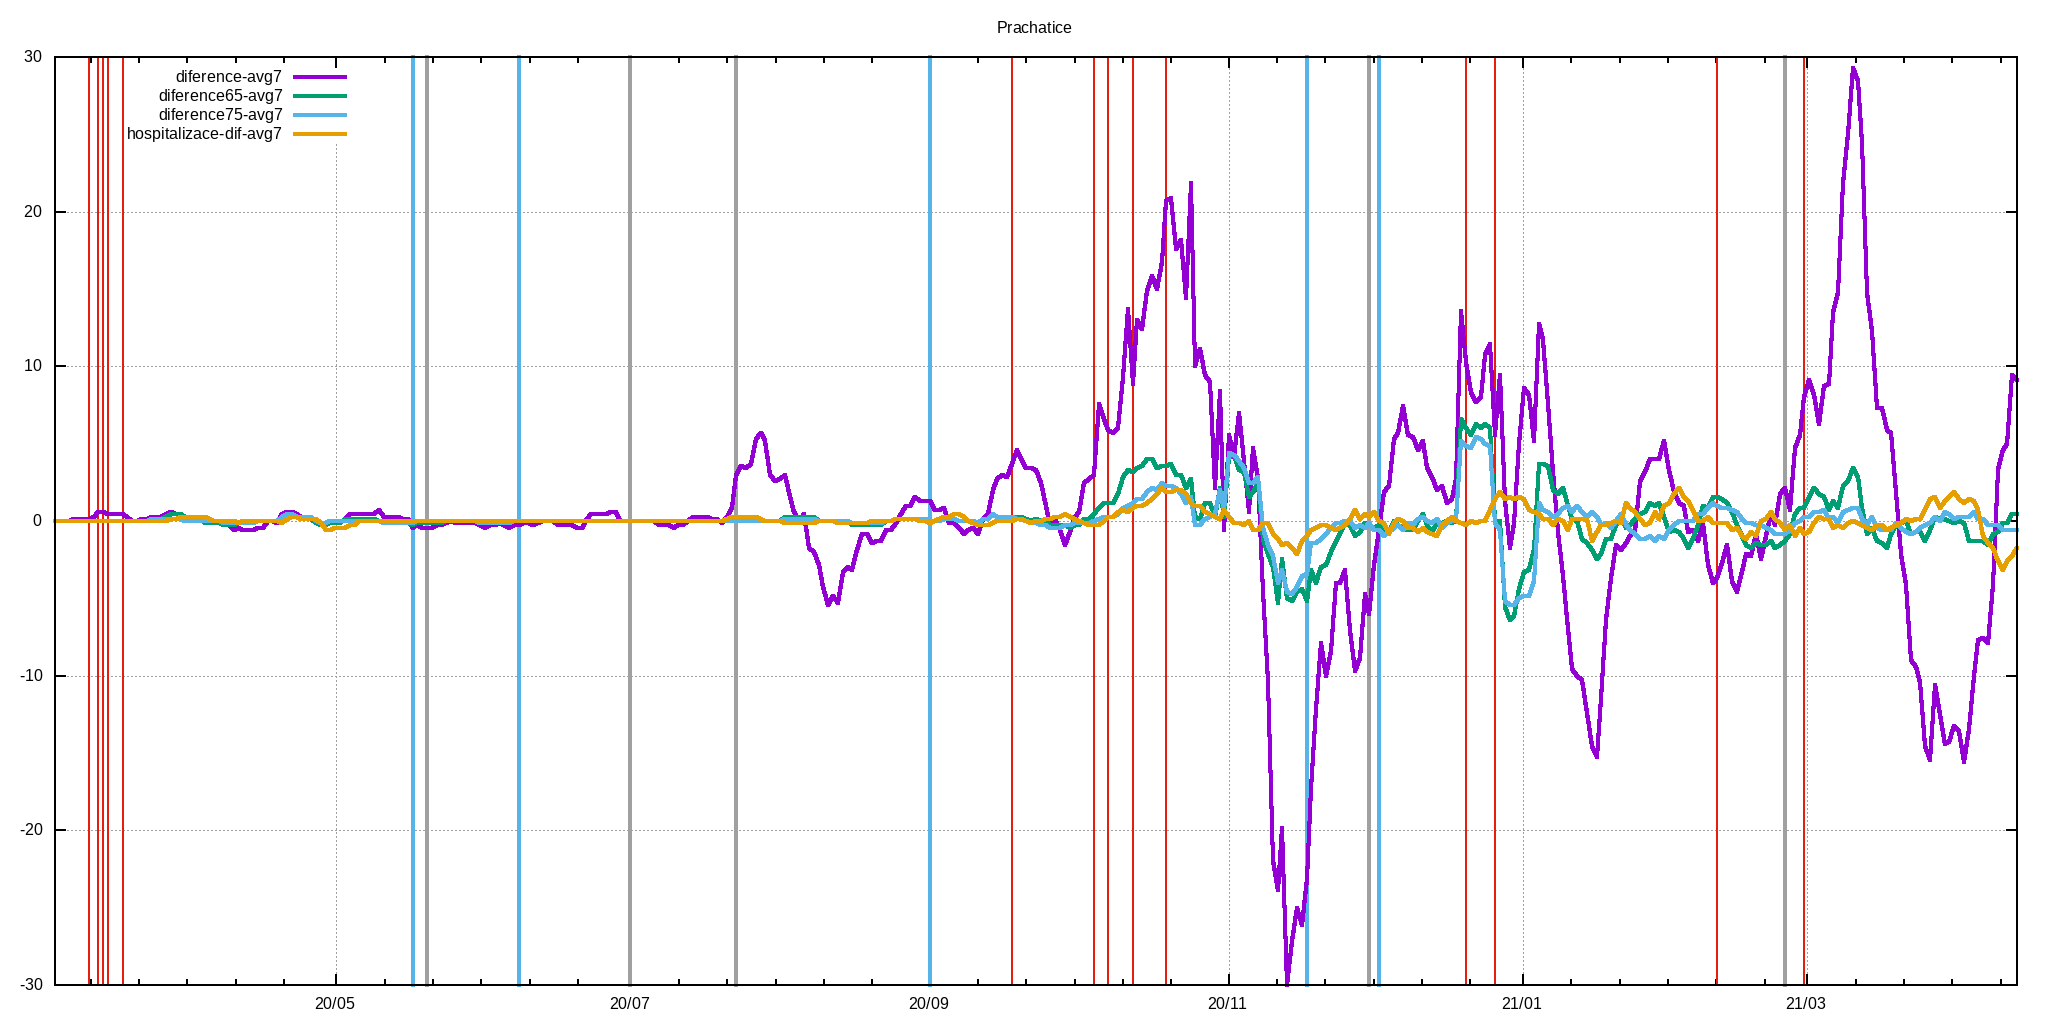 Prachatice
30
diference-avg7
diference65-avg7
diference75-avg7
hospitalizace-dif-avg7
20
10
0
-10
-20
-30
20/05 20/07 20/09 20/11 21/01 21/03